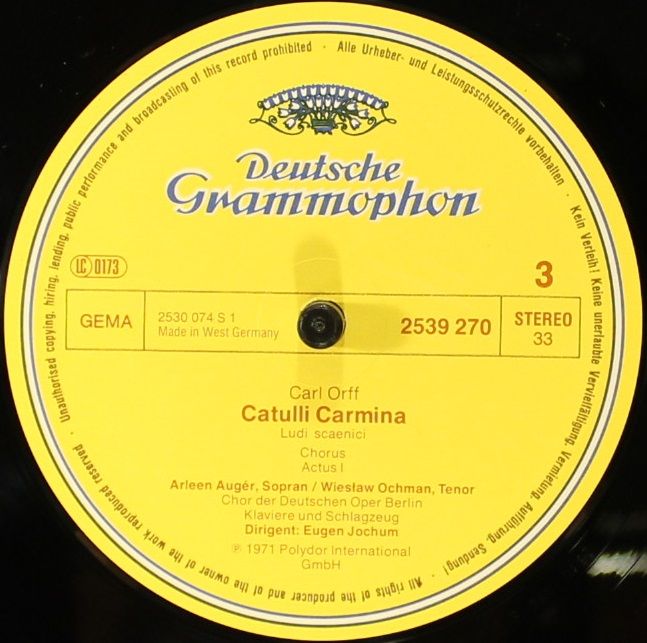 Unauthorised copying, hiring, lending, public performance and broadcasting of this record prohibited · Alle Urheber- und Leistungsschutzrechte vorbehalten · Kein Verleih! Keine unerlaubte Vervielfältigung, Vermietung, Aufführung, Sendung! · All rights of the producer and of the owner of the work reproduced reserved ·
Deutsche
Grammophon
LC 0173
3
GEMA
2530 074 S 1
Made in West Germany
2539 270
STEREO
33
Carl Orff
Catulli Carmina
Ludi scaenici
Chorus
Actus I
Arleen Augér, Sopran / Wiesław Ochman, Tenor
Chor der Deutschen Oper Berlin
Klaviere und Schlagzeug
Dirigent: Eugen Jochum
℗ 1971 Polydor International
GmbH